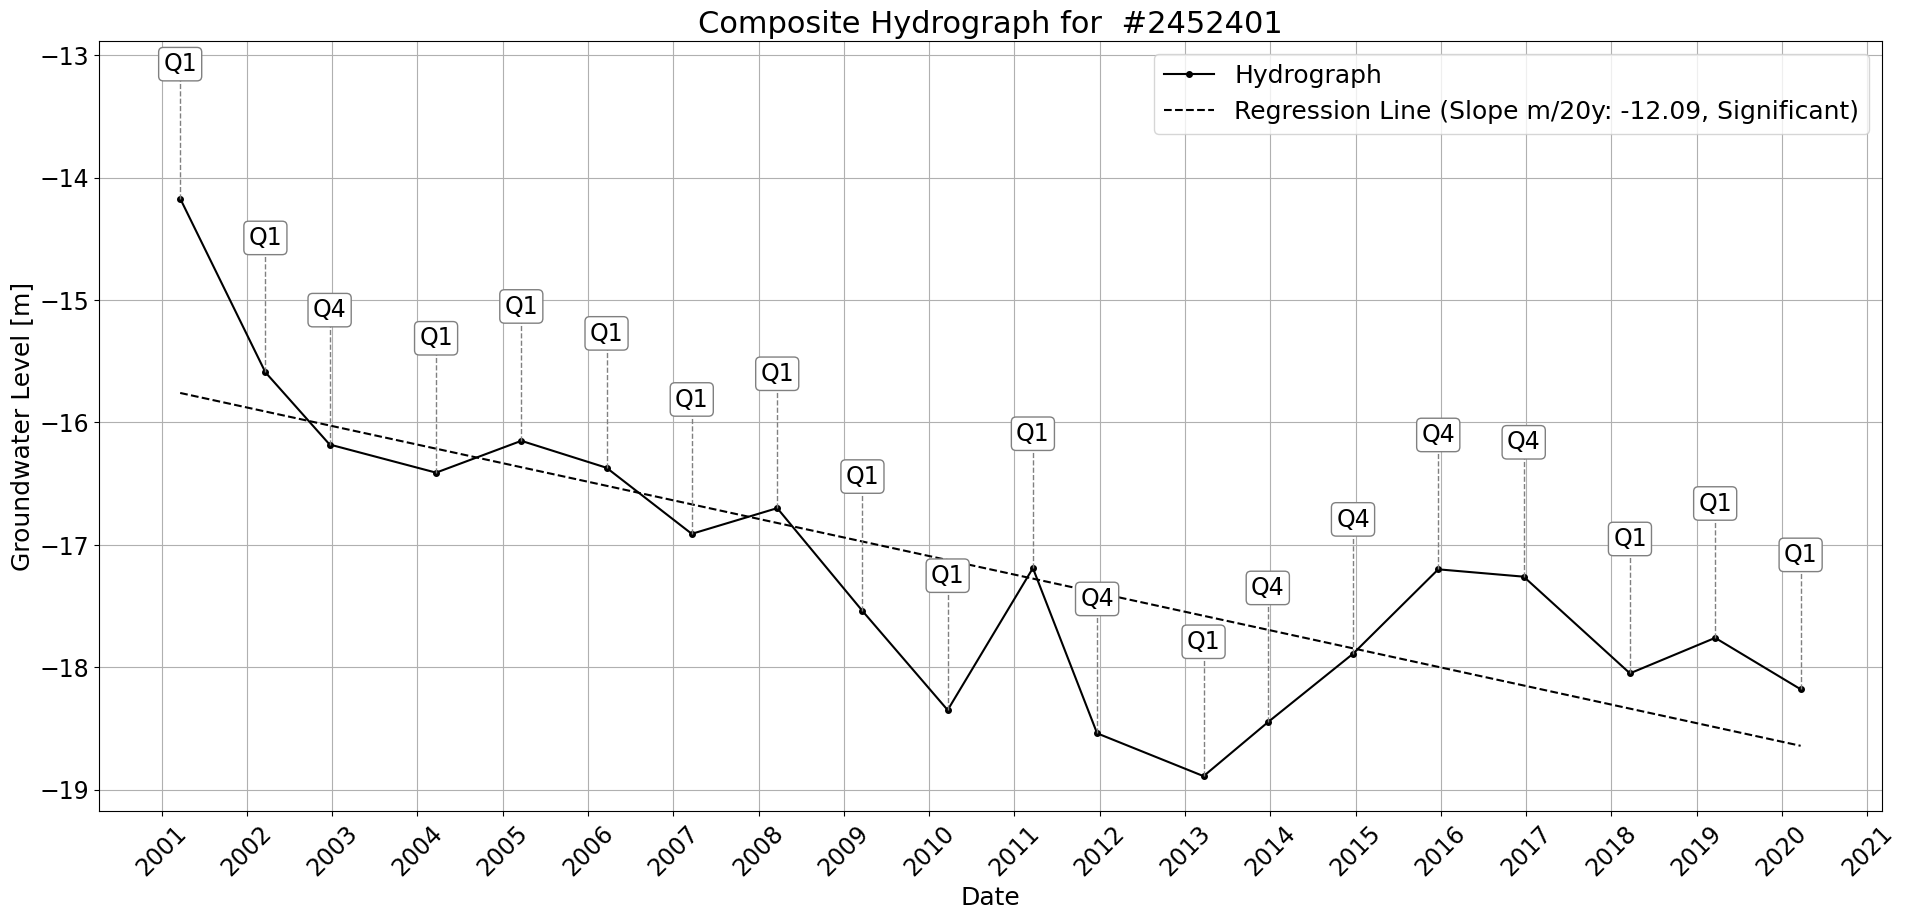 Composite Hydrograph for  #2452401
Hydrograph
Regression Line (Slope m/20y: -12.09, Significant)
Groundwater Level [m]
−13
−14
−15
−16
−17
−18
−19
Q1
Q1
Q4
Q1
Q1
Q1
Q1
Q1
Q1
Q1
Q1
Q4
Q1
Q4
Q4
Q4
Q4
Q1
Q1
Q1
2001
2002
2003
2004
2005
2006
2007
2008
2009
2010
2011
2012
2013
2014
2015
2016
2017
2018
2019
2020
2021
Date